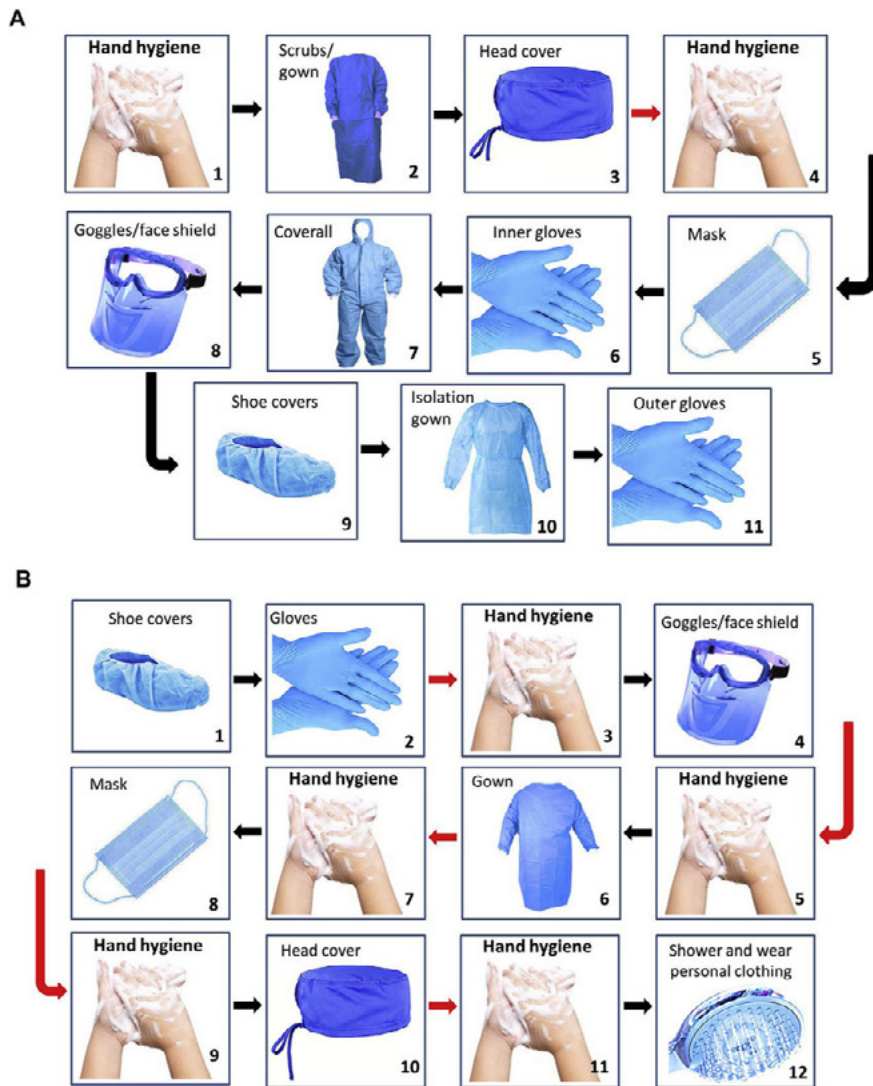 A
Hand hygiene
1
Scrubs/
gown
2
Head cover
3
Hand hygiene
4
Goggles/face shield
8
Coverall
7
Inner gloves
6
Mask
5
Shoe covers
9
Isolation
gown
10
Outer gloves
11
B
Shoe covers
1
Gloves
2
Hand hygiene
3
Goggles/face shield
4
Mask
8
Hand hygiene
7
Gown
6
Hand hygiene
5
Hand hygiene
9
Head cover
10
Hand hygiene
11
Shower and wear
personal clothing
12